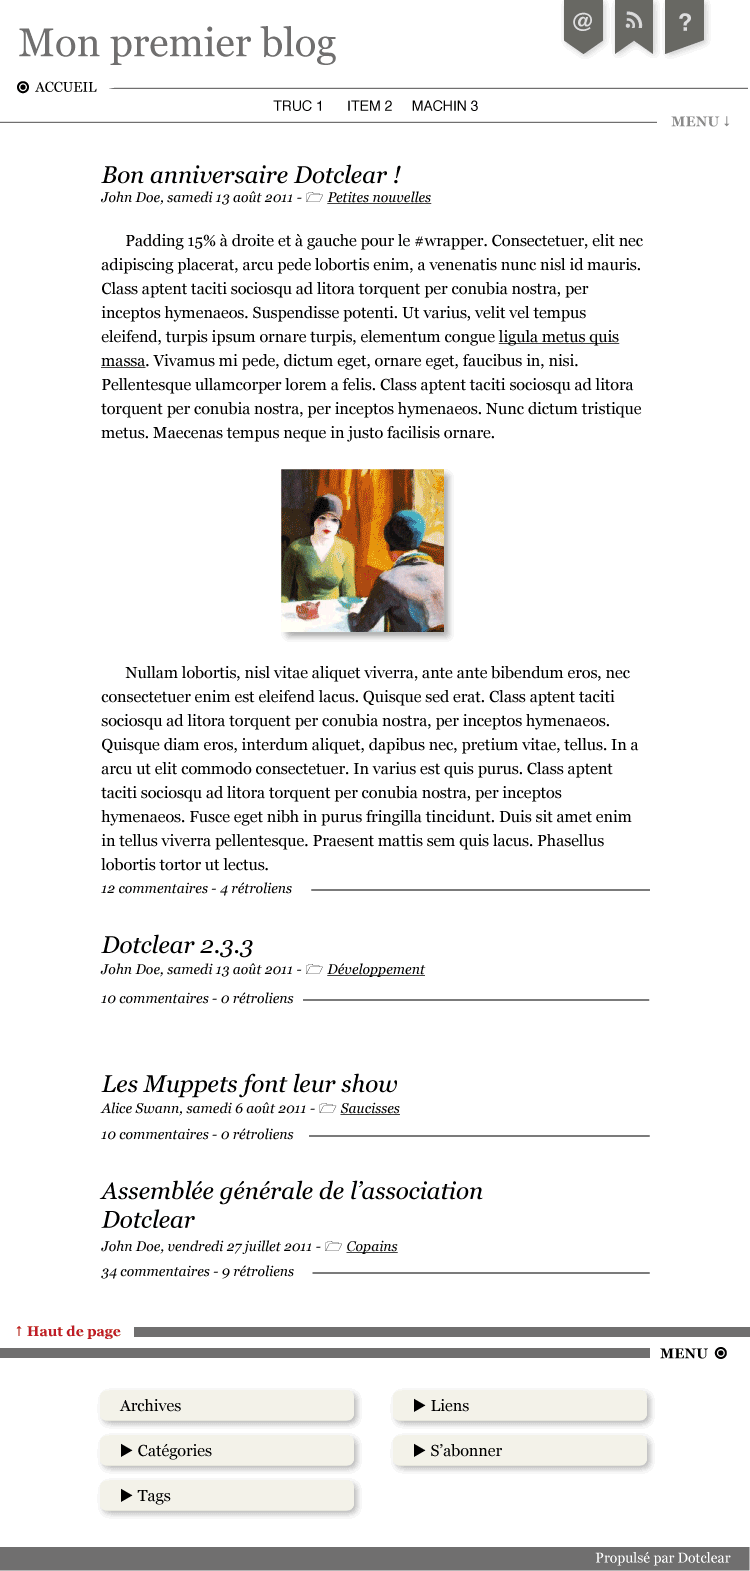 Mon premier blog
@ ?
ACCUEIL
TRUC 1 ITEM 2 MACHIN 3
MENU ↓
Bon anniversaire Dotclear !
John Doe, samedi 13 août 2011 - Petites nouvelles
Padding 15% à droite et à gauche pour le #wrapper. Consectetuer, elit nec
adipiscing placerat, arcu pede lobortis enim, a venenatis nunc nisl id mauris.
Class aptent taciti sociosqu ad litora torquent per conubia nostra, per
inceptos hymenaeos. Suspendisse potenti. Ut varius, velit vel tempus
eleifend, turpis ipsum ornare turpis, elementum congue ligula metus quis
massa. Vivamus mi pede, dictum eget, ornare eget, faucibus in, nisi.
Pellentesque ullamcorper lorem a felis. Class aptent taciti sociosqu ad litora
torquent per conubia nostra, per inceptos hymenaeos. Nunc dictum tristique
metus. Maecenas tempus neque in justo facilisis ornare.
Nullam lobortis, nisl vitae aliquet viverra, ante ante bibendum eros, nec
consectetuer enim est eleifend lacus. Quisque sed erat. Class aptent taciti
sociosqu ad litora torquent per conubia nostra, per inceptos hymenaeos.
Quisque diam eros, interdum aliquet, dapibus nec, pretium vitae, tellus. In a
arcu ut elit commodo consectetuer. In varius est quis purus. Class aptent
taciti sociosqu ad litora torquent per conubia nostra, per inceptos
hymenaeos. Fusce eget nibh in purus fringilla tincidunt. Duis sit amet enim
in tellus viverra pellentesque. Praesent mattis sem quis lacus. Phasellus
lobortis tortor ut lectus.
12 commentaires - 4 rétroliens
Dotclear 2.3.3
John Doe, samedi 13 août 2011 - Développement
10 commentaires - 0 rétroliens
Les Muppets font leur show
Alice Swann, samedi 6 août 2011 - Saucisses
10 commentaires - 0 rétroliens
Assemblée générale de l’association
Dotclear
John Doe, vendredi 27 juillet 2011 - Copains
34 commentaires - 9 rétroliens
↑ Haut de page
MENU
Archives
▶ Liens
▶ Catégories
▶ S’abonner
▶ Tags
Propulsé par Dotclear